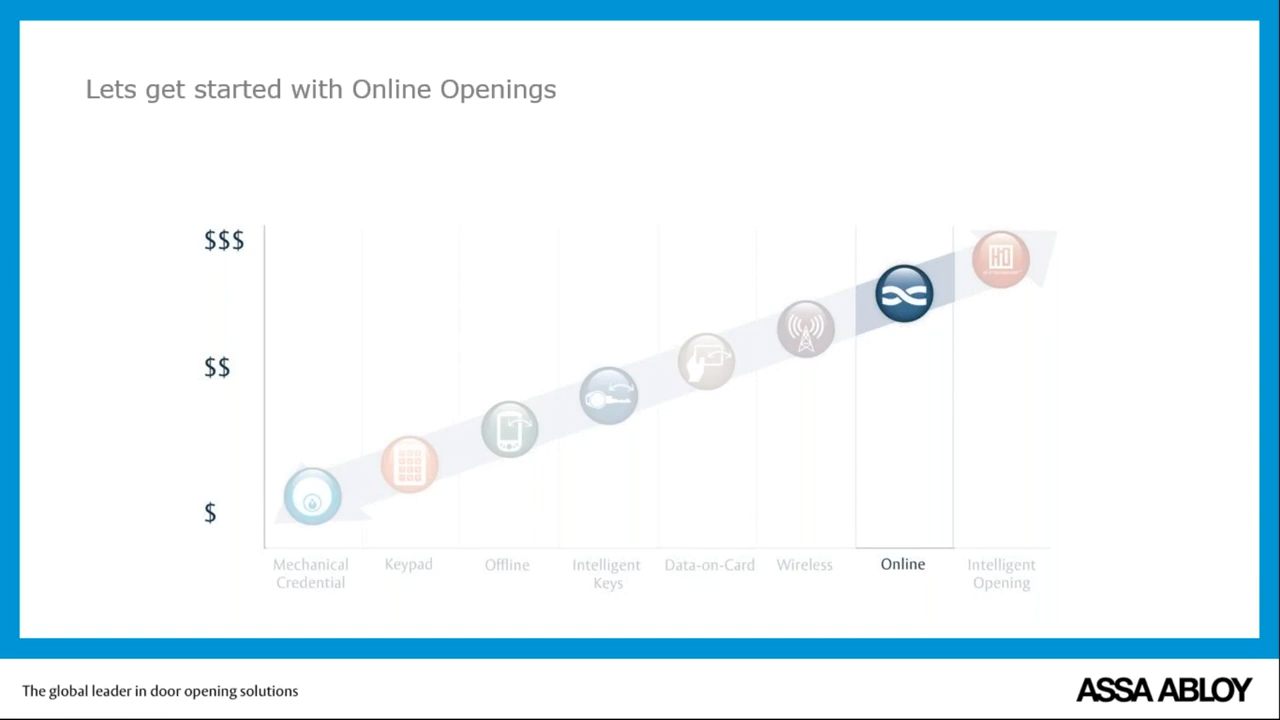 Lets get started with Online Openings
$$$
$$
$
Mechanical
Credential
Keypad
Offline
Intelligent
Keys
Data-on-Card
Wireless
Online
Intelligent
Opening
The global leader in door opening solutions
ASSA ABLOY